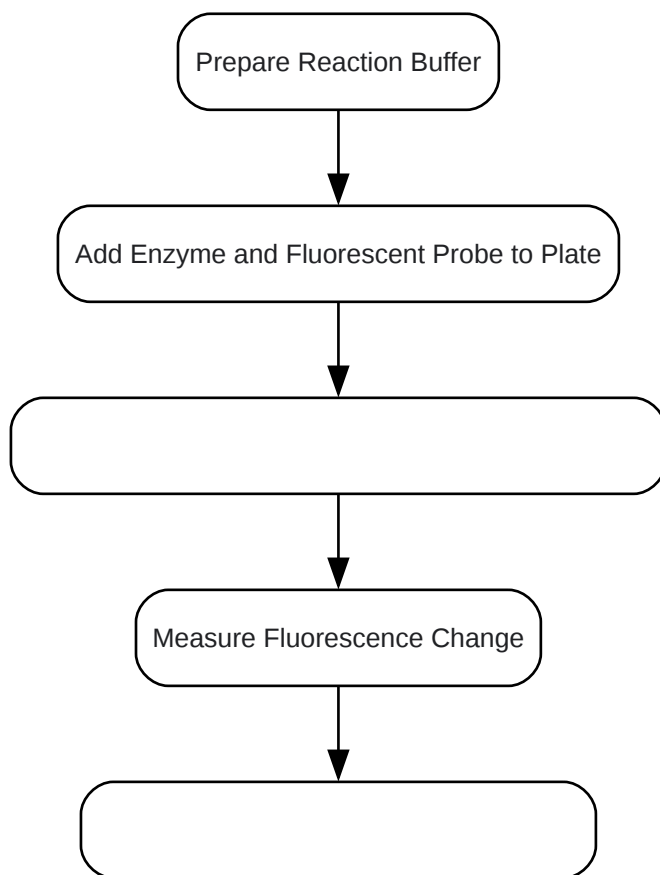 Prepare Reaction Buffer
Add Enzyme and Fluorescent Probe to Plate
Measure Fluorescence Change